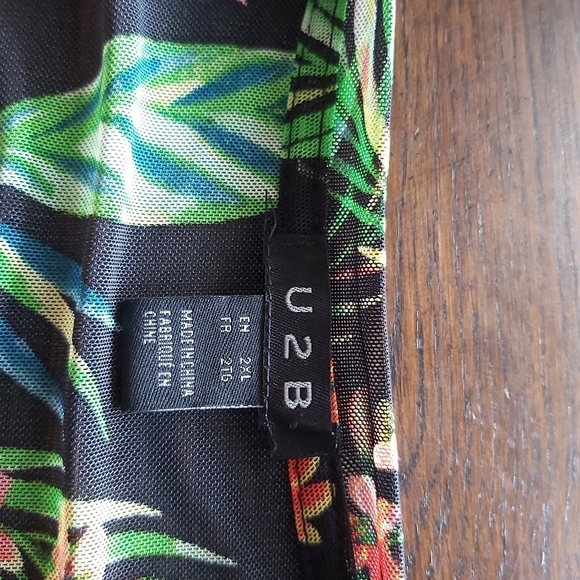 U2B
EN 2XL
FR 2TG
MADE IN CHINA
FABRIQUÉ EN
CHINE